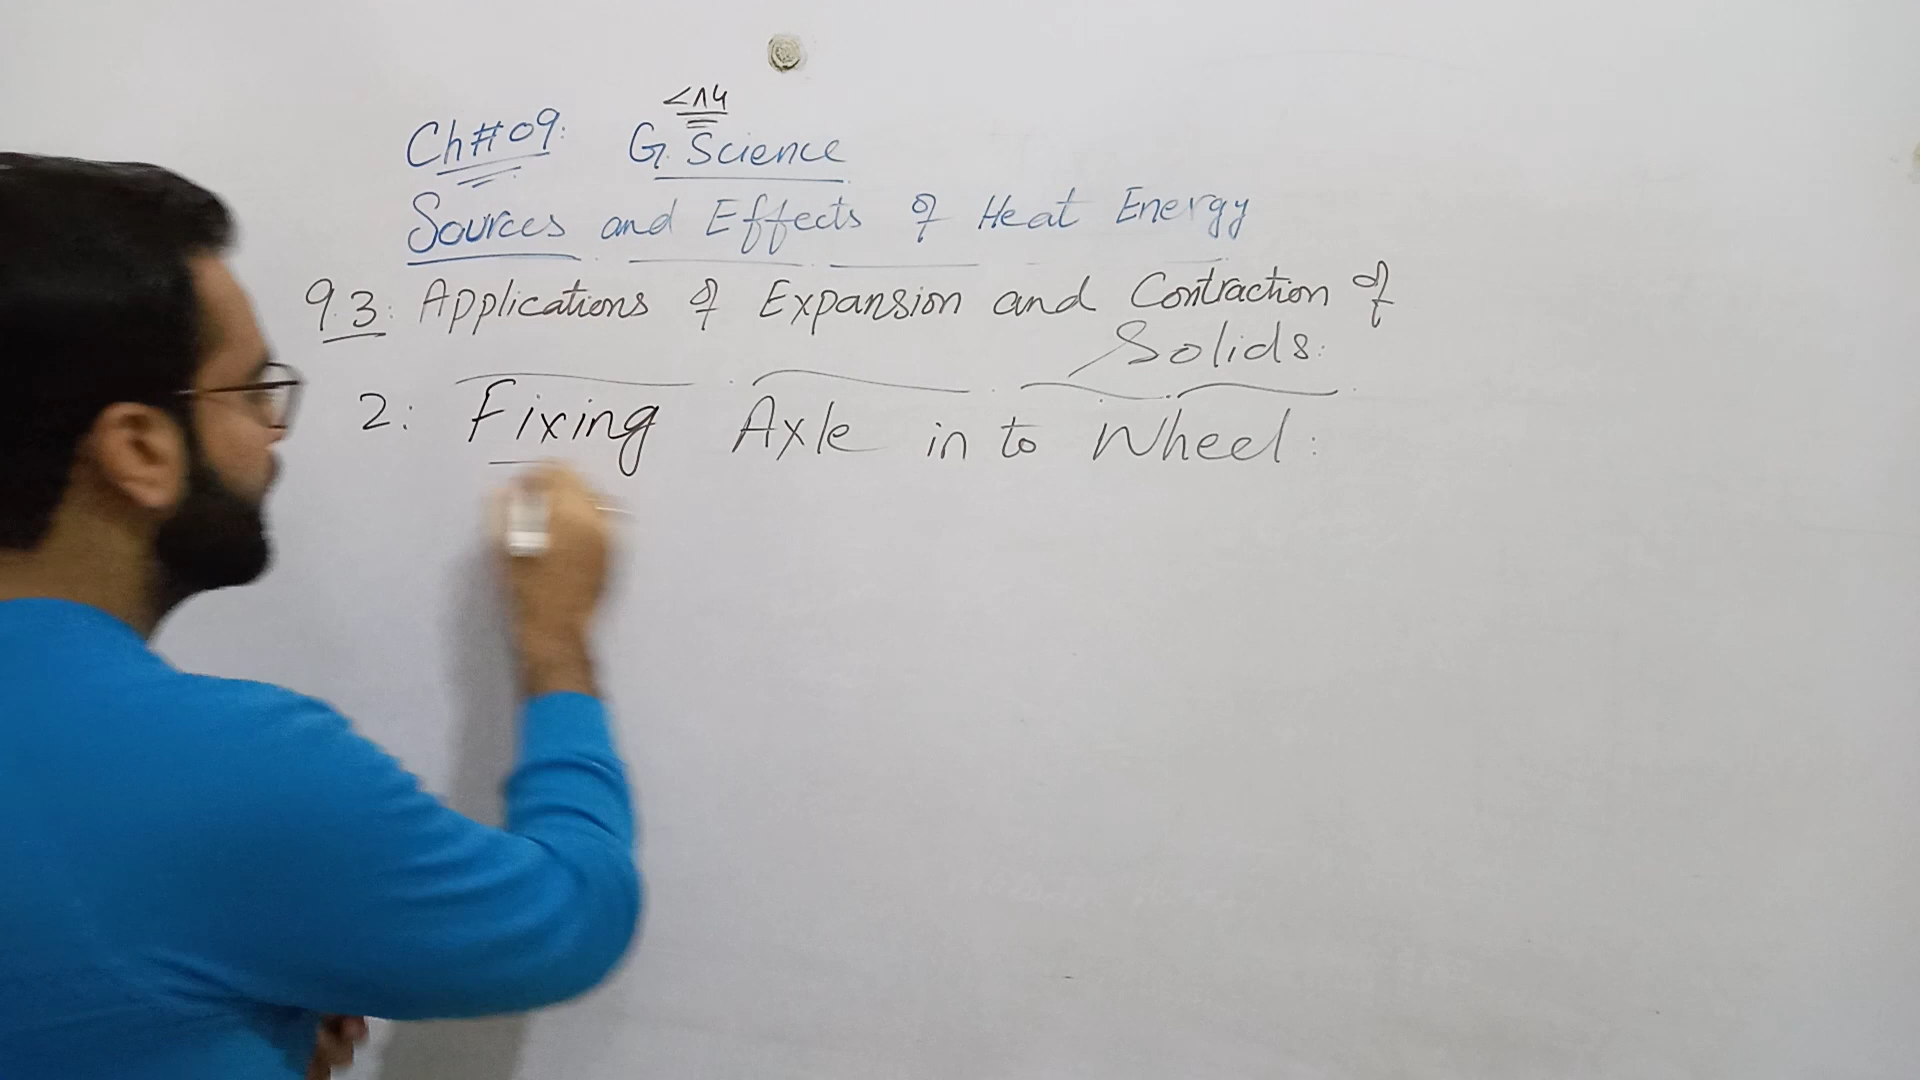 <14
Ch#09: G. Science
Sources and Effects of Heat Energy
9.3: Applications of Expansion and Contraction of
Solids:
2: Fixing Axle in to Wheel: